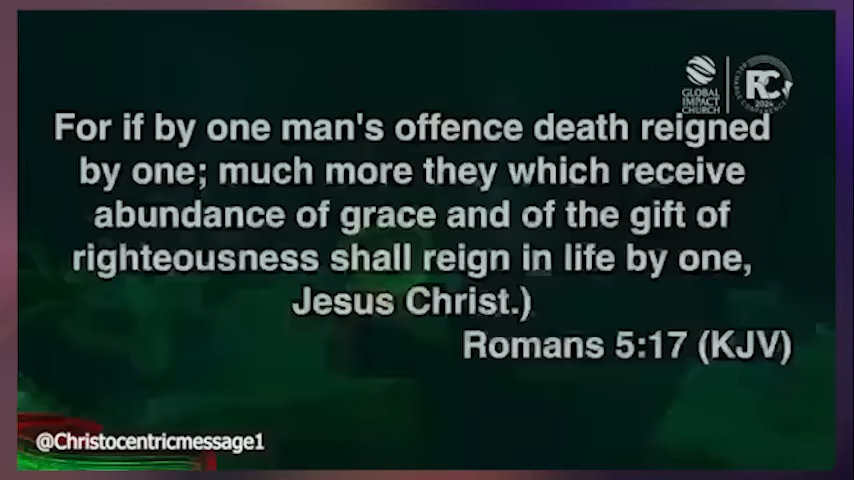 GLOBAL
IMPACT
CHURCH
RC
2024
For if by one man's offence death reigned
by one; much more they which receive
abundance of grace and of the gift of
righteousness shall reign in life by one,
Jesus Christ.)
Romans 5:17 (KJV)
@Christocentricmessage1